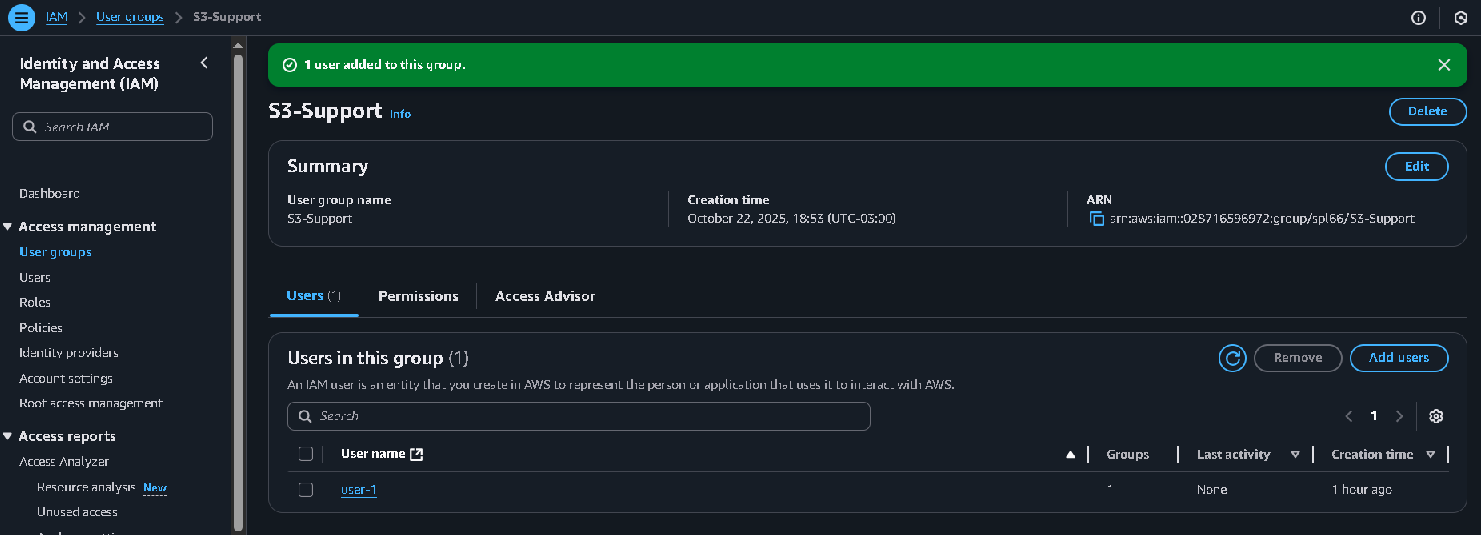 IAM > User groups > S3-Support
Identity and Access
Management (IAM)
Search IAM
Dashboard
Access management
User groups
Users
Roles
Policies
Identity providers
Account settings
Root access management
Access reports
Access Analyzer
Resource analysis New
Unused access
1 user added to this group.
S3-Support Info
Delete
Summary
Edit
User group name
S3-Support
Creation time
October 22, 2025, 18:53 (UTC-03:00)
ARN
arn:aws:iam::028716596972:group/spl66/S3-Support
Users (1)
Permissions
Access Advisor
Users in this group (1)
Remove
Add users
An IAM user is an entity that you create in AWS to represent the person or application that uses it to interact with AWS.
Search
1
User name Groups Last activity Creation time
user-1 1 None 1 hour ago